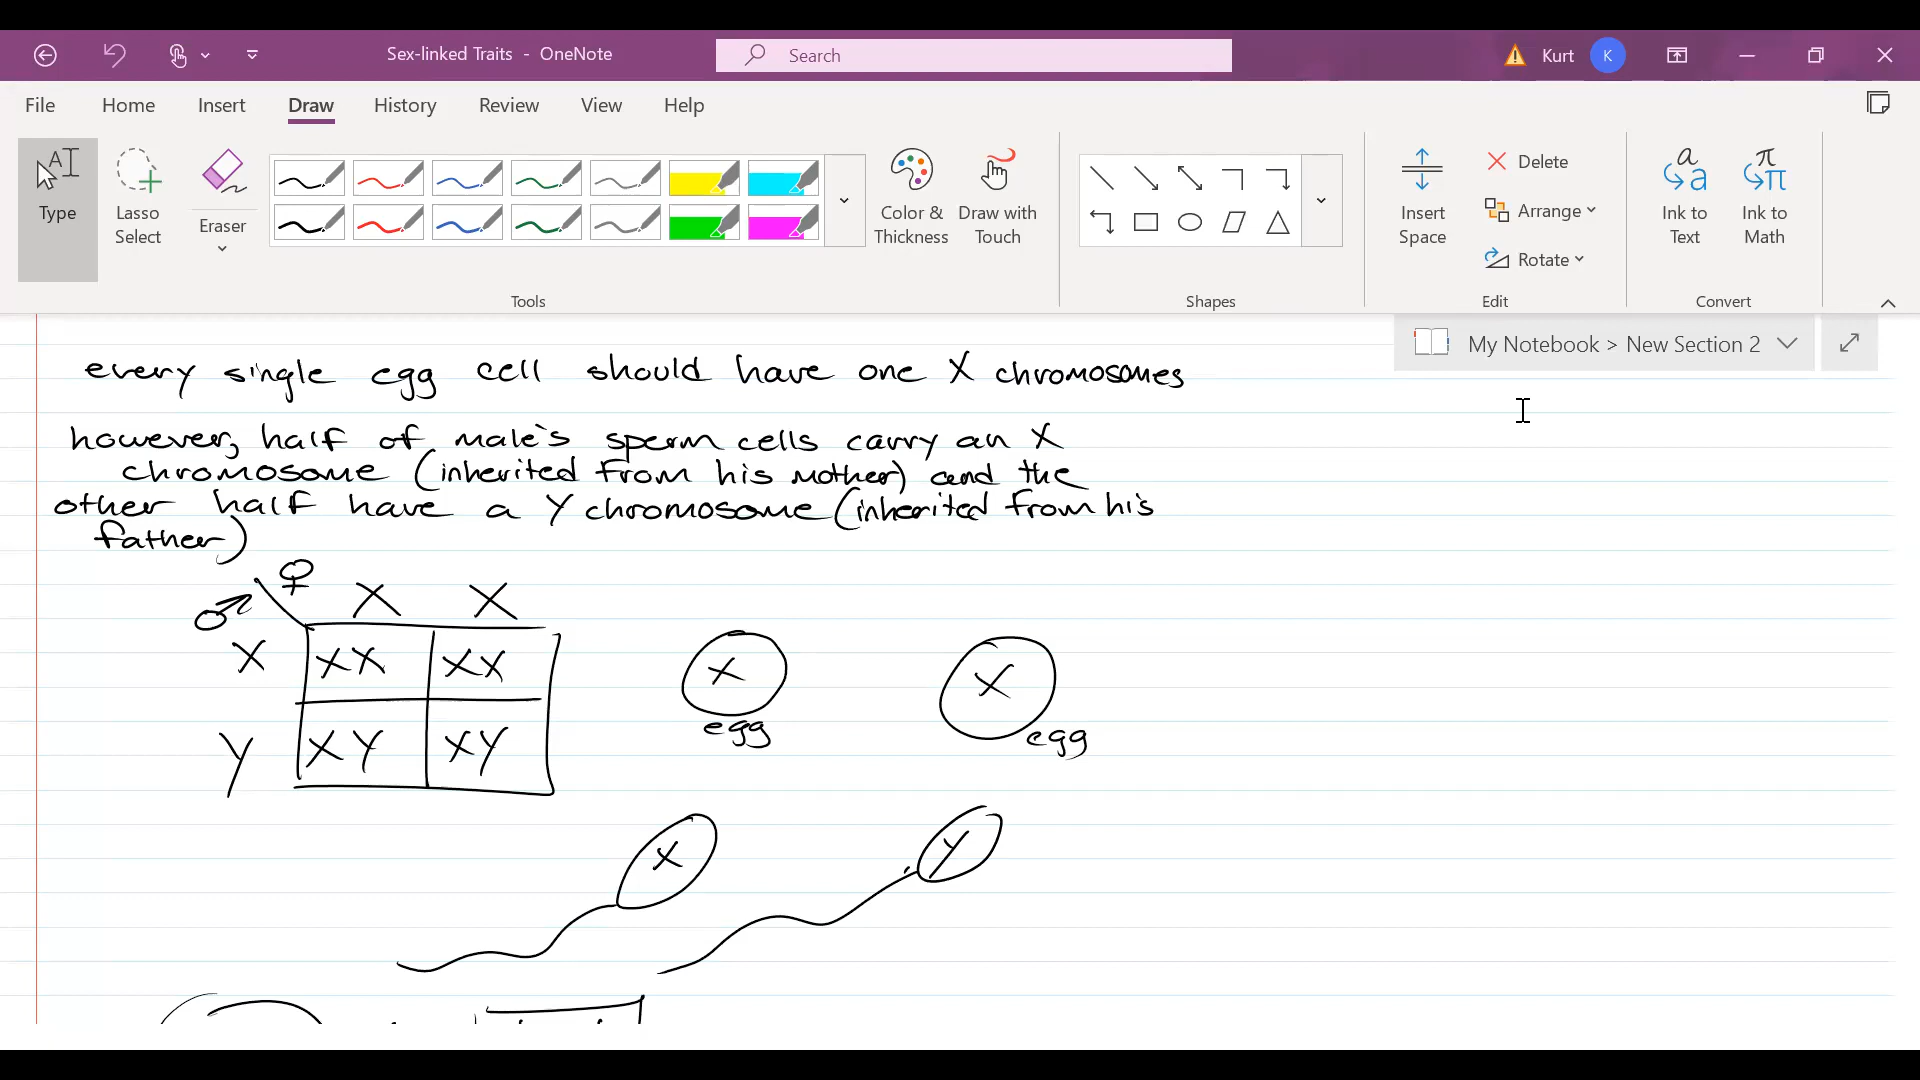 Sex-linked Traits - OneNote
Search
Kurt
K
File Home Insert Draw History Review View Help
Type
Lasso Select
Eraser
Color & Thickness
Draw with Touch
Insert Space
Delete
Arrange
Rotate
Ink to Text
Ink to Math
Tools
Shapes
Edit
Convert
My Notebook > New Section 2
every single egg cell should have one X chromosomes
however, half of male's sperm cells carry an X
chromosome (inherited from his mother) and the
other half have a Y chromosome (inherited from his
father)
♀ X X
♂
X XX XX
Y XY XY
X
egg
X
egg
X
Y